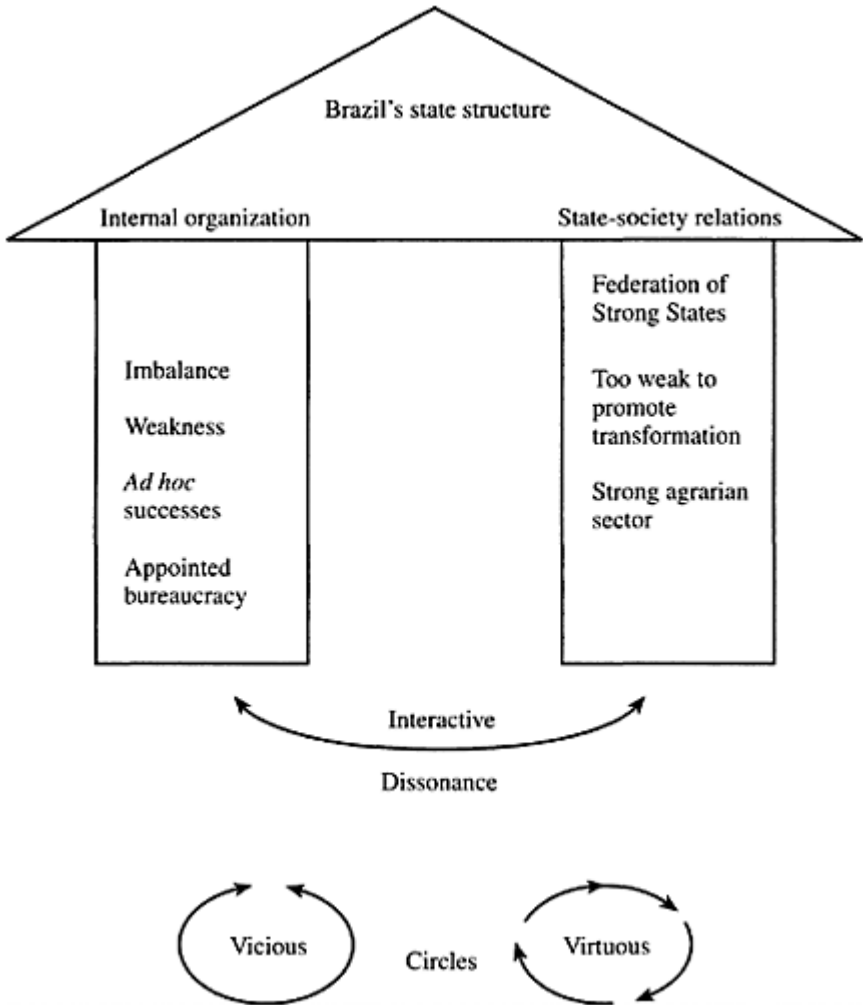 Brazil's state structure
Internal organization
State-society relations
Imbalance
Weakness
Ad hoc
successes
Appointed
bureaucracy
Federation of
Strong States
Too weak to
promote
transformation
Strong agrarian
sector
Interactive
Dissonance
Vicious
Circles
Virtuous